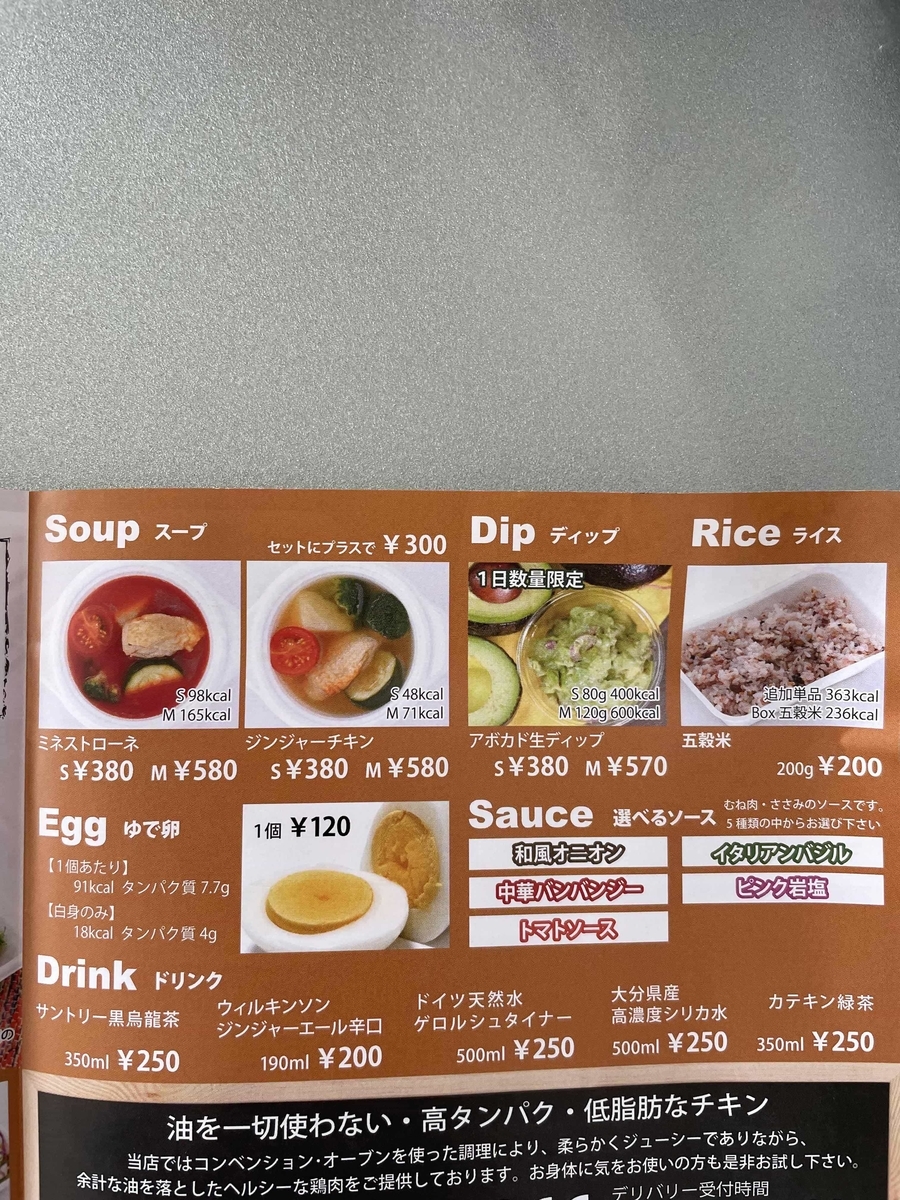 Soup スープ
セットにプラスで ¥300
S 98kcal
M 165kcal
S 48kcal
M 71kcal
ミネストローネ
S¥380 M¥580
ジンジャーチキン
S¥380 M¥580
Dip ディップ
1日数量限定
S 80g 400kcal
M 120g 600kcal
アボカド生ディップ
S¥380 M¥570
Rice ライス
追加単品 363kcal
Box 五穀米 236kcal
五穀米
200g ¥200
Egg ゆで卵
【1個あたり】
91kcal タンパク質 7.7g
【白身のみ】
18kcal タンパク質 4g
1個 ¥120
Sauce 選べるソース
むね肉・ささみのソースです。
5種類の中からお選び下さい
和風オニオン
イタリアンバジル
中華バンバンジー
ピンク岩塩
トマトソース
Drink ドリンク
サントリー黒烏龍茶
350ml ¥250
ウィルキンソン
ジンジャーエール辛口
190ml ¥200
ドイツ天然水
ゲロルシュタイナー
500ml ¥250
大分県産
高濃度シリカ水
500ml ¥250
カテキン緑茶
350ml ¥250
油を一切使わない・高タンパク・低脂肪なチキン
当店ではコンベンション・オーブンを使った調理により、柔らかくジューシーでありながら、
余計な油を落としたヘルシーな鶏肉をご提供しております。お身体に気をお使いの方も是非お試し下さい。
デリバリー受付時間
の